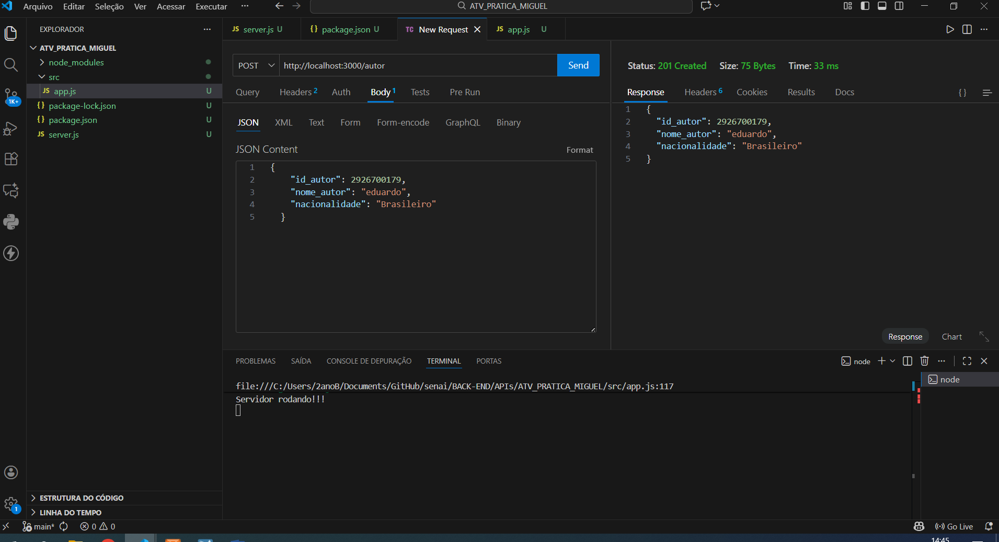 Arquivo Editar Seleção Ver Acessar Executar ··· ATV_PRATICA_MIGUEL
EXPLORADOR ···
ATV_PRATICA_MIGUEL
node_modules
src
JS app.js U
{} package-lock.json U
{} package.json U
JS server.js U
1K+
JS server.js U {} package.json U TC New Request JS app.js U
POST http://localhost:3000/autor Send
Query Headers 2 Auth Body 1 Tests Pre Run
JSON XML Text Form Form-encode GraphQL Binary
JSON Content Format
1 {
2 "id_autor": 2926700179,
3 "nome_autor": "eduardo",
4 "nacionalidade": "Brasileiro"
5 }
Status: 201 Created Size: 75 Bytes Time: 33 ms
Response Headers 6 Cookies Results Docs { }
1 {
2 "id_autor": 2926700179,
3 "nome_autor": "eduardo",
4 "nacionalidade": "Brasileiro"
5 }
Response Chart
PROBLEMAS SAÍDA CONSOLE DE DEPURAÇÃO TERMINAL PORTAS node
file:///C:/Users/2anoB/Documents/GitHub/senai/BACK-END/APIs/ATV_PRATICA_MIGUEL/src/app.js:117
Servidor rodando!!!
node
ESTRUTURA DO CÓDIGO
LINHA DO TEMPO
1
main* 0 0 Go Live
14:45